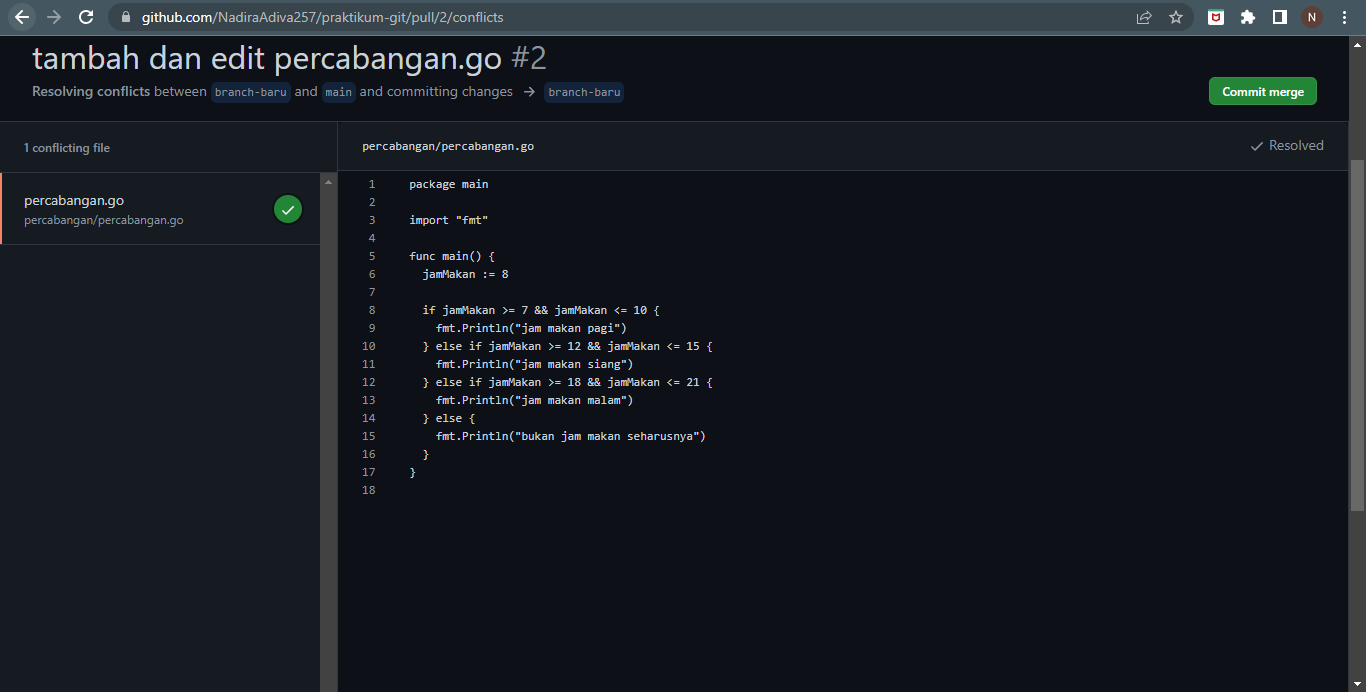 github.com/NadiraAdiva257/praktikum-git/pull/2/conflicts
N
tambah dan edit percabangan.go #2
Resolving conflicts between branch-baru and main and committing changes → branch-baru
Commit merge
1 conflicting file
percabangan/percabangan.go
Resolved
percabangan.go
percabangan/percabangan.go
1 package main
2
3 import "fmt"
4
5 func main() {
6 jamMakan := 8
7
8 if jamMakan >= 7 && jamMakan <= 10 {
9 fmt.Println("jam makan pagi")
10 } else if jamMakan >= 12 && jamMakan <= 15 {
11 fmt.Println("jam makan siang")
12 } else if jamMakan >= 18 && jamMakan <= 21 {
13 fmt.Println("jam makan malam")
14 } else {
15 fmt.Println("bukan jam makan seharusnya")
16 }
17 }
18